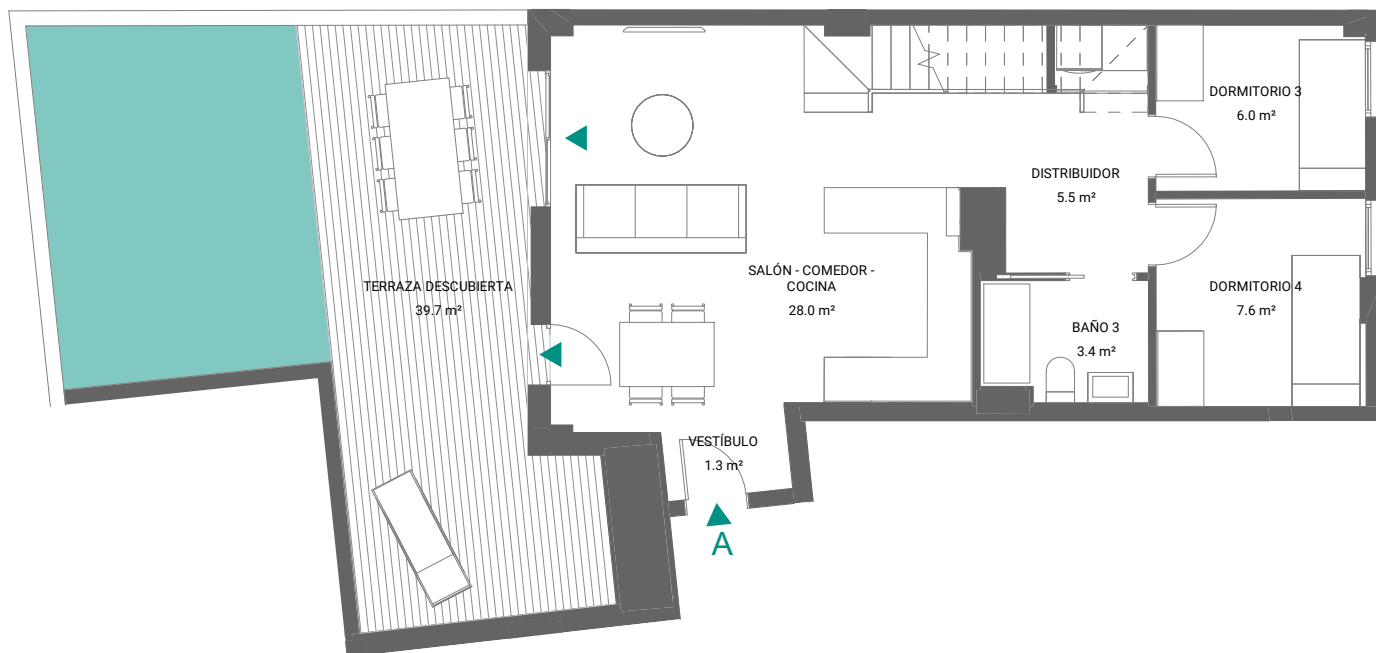 DORMITORIO 3
6.0 m²
DISTRIBUIDOR
5.5 m²
TERRAZA DESCUBIERTA
39.7 m²
SALÓN - COMEDOR -
COCINA
28.0 m²
DORMITORIO 4
7.6 m²
BAÑO 3
3.4 m²
VESTÍBULO
1.3 m²
A